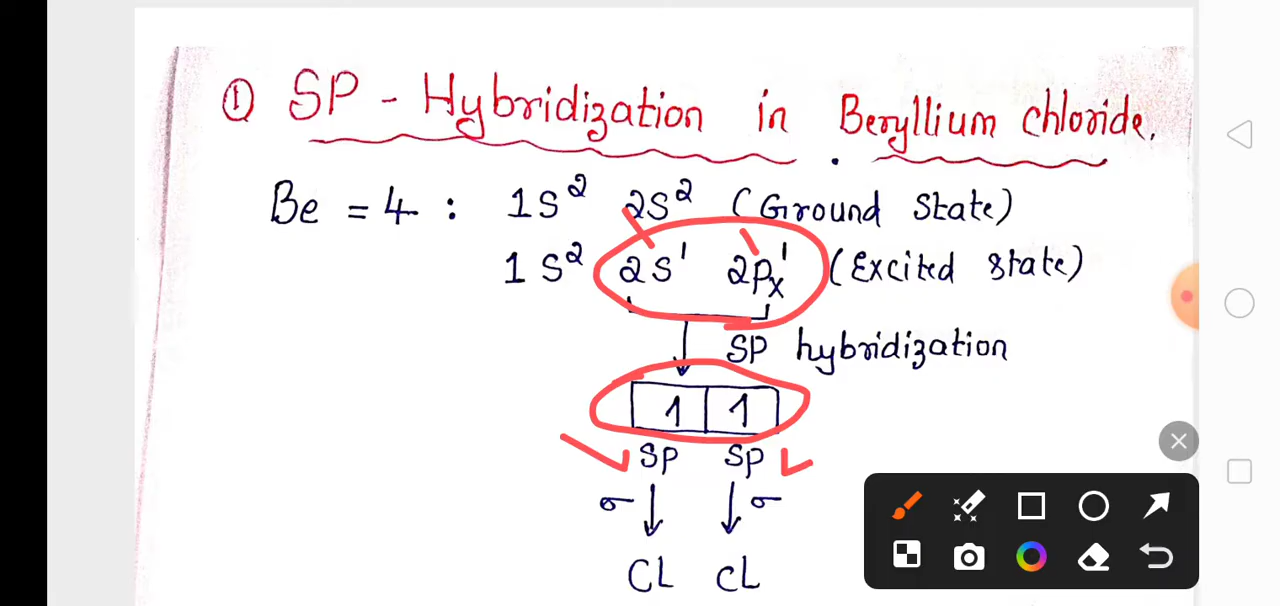 ① SP - Hybridization in Beryllium chloride.
Be = 4 : 1S² 2S² (Ground State)
1S² 2S¹ 2Pₓ¹ (Excited state)
SP hybridization
1 1
SP SP
σ σ
CL CL